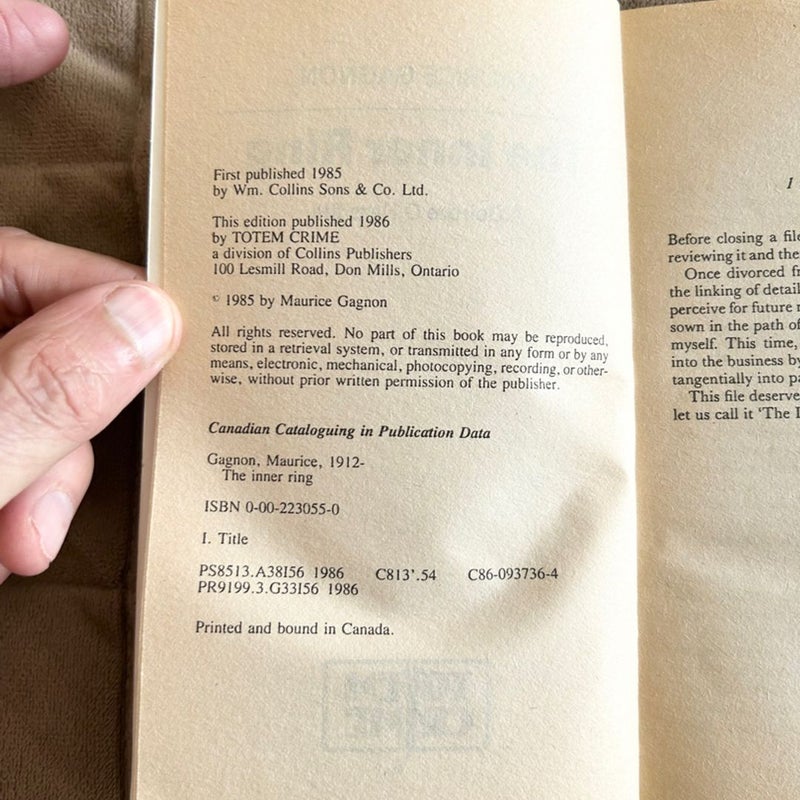 First published 1985
by Wm. Collins Sons & Co. Ltd.
This edition published 1986
by TOTEM CRIME
a division of Collins Publishers
100 Lesmill Road, Don Mills, Ontario
© 1985 by Maurice Gagnon
All rights reserved. No part of this book may be reproduced,
stored in a retrieval system, or transmitted in any form or by any
means, electronic, mechanical, photocopying, recording, or other-
wise, without prior written permission of the publisher.
Canadian Cataloguing in Publication Data
Gagnon, Maurice, 1912-
The inner ring
ISBN 0-00-223055-0
I. Title
PS8513.A38I56 1986 C813'.54 C86-093736-4
PR9199.3.G33I56 1986
Printed and bound in Canada.
1
Before closing a file
reviewing it and the
Once divorced
the linking of detail
perceive for future
sown in the path of
myself. This time,
into the business by
tangentially into
This file deserve
let us call it 'The